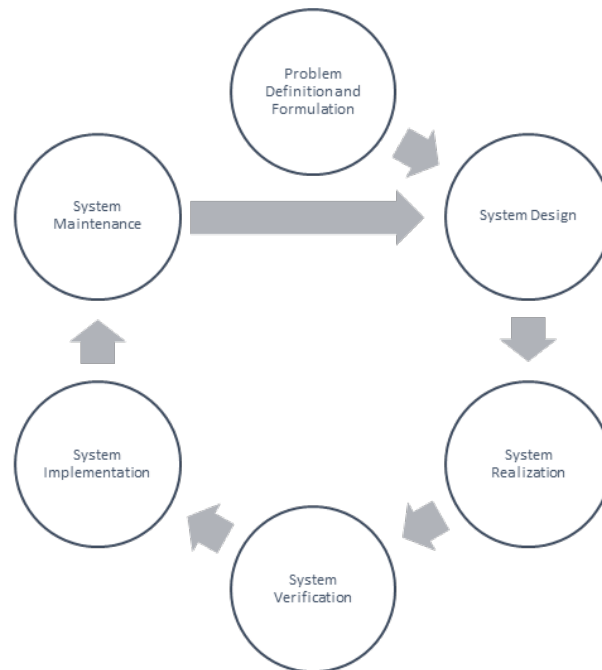 Problem
Definition and
Formulation
System Design
System
Realization
System
Verification
System
Implementation
System
Maintenance